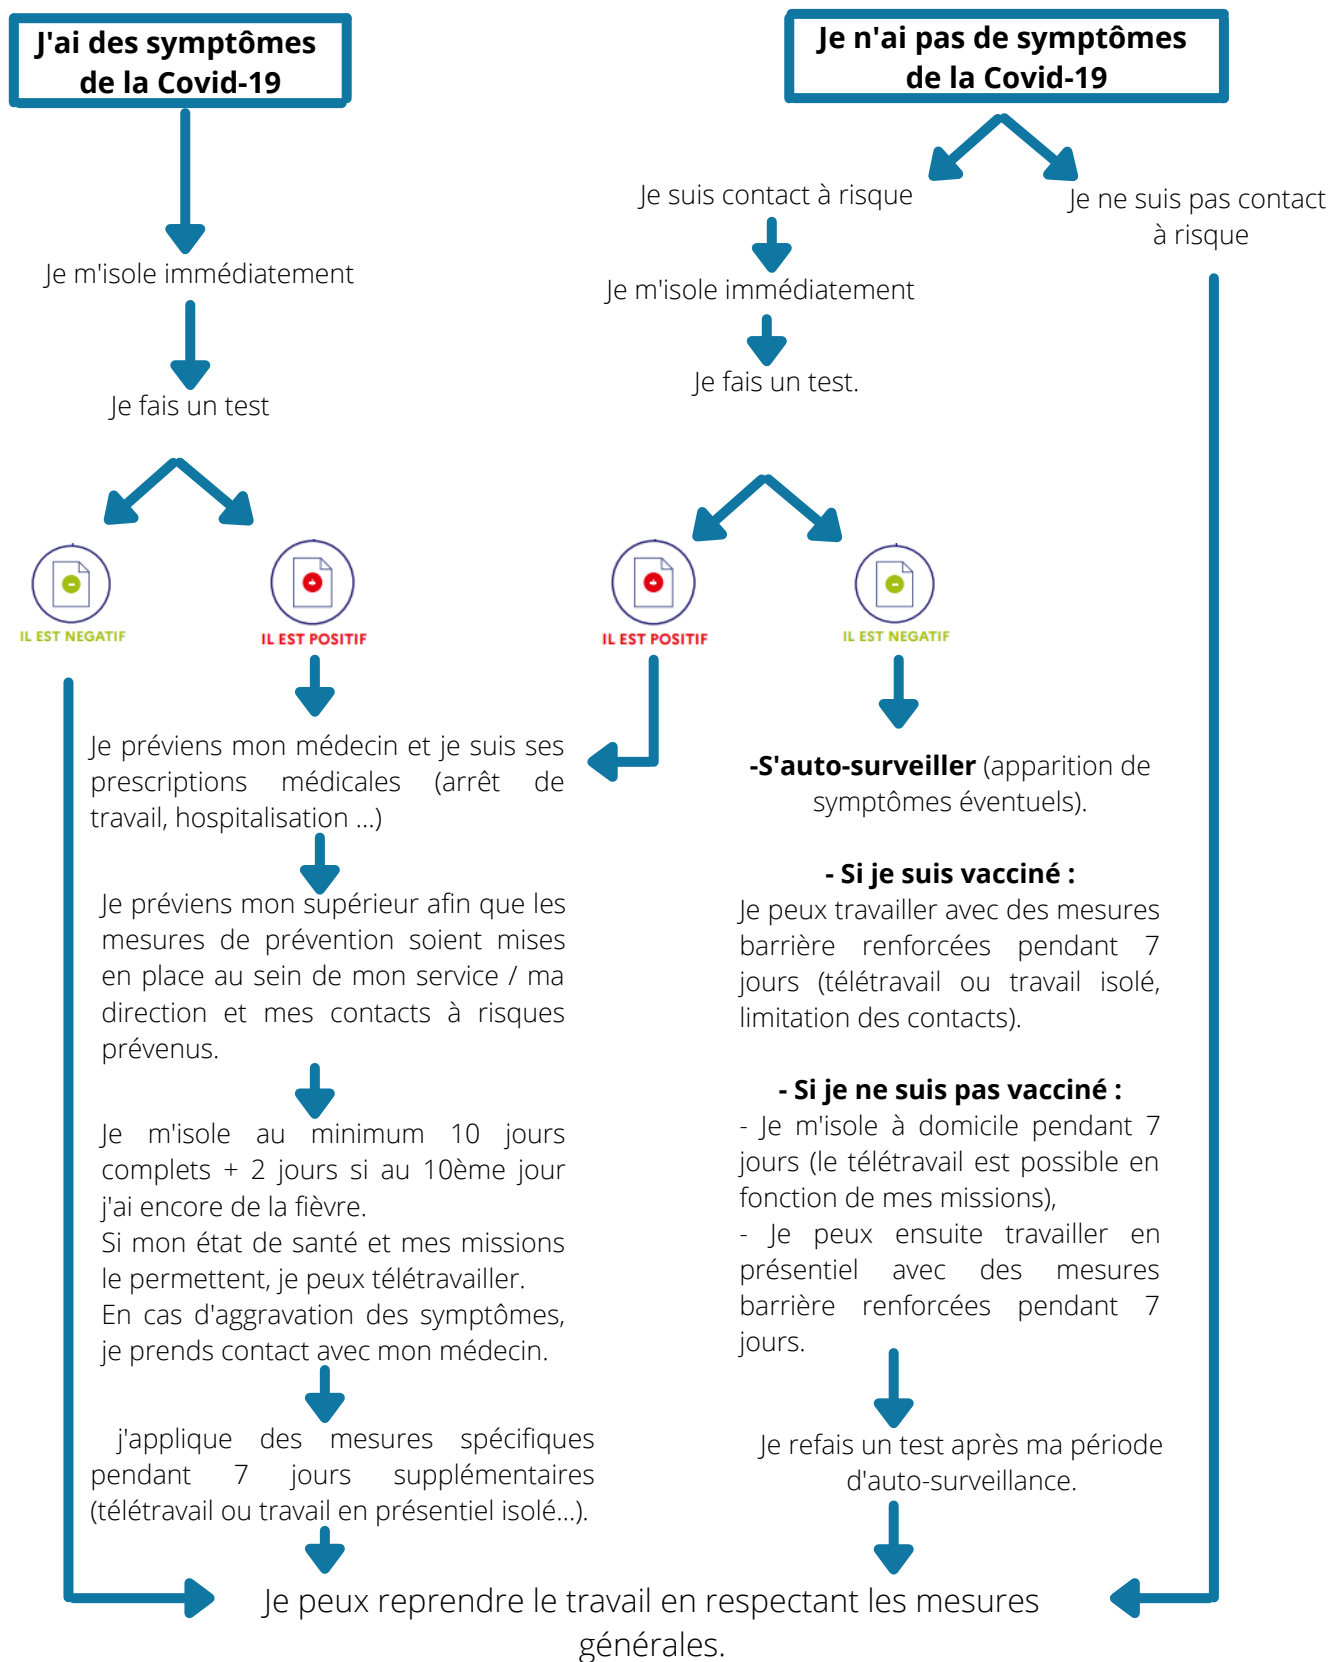 J'ai des symptômes
de la Covid-19
Je n'ai pas de symptômes
de la Covid-19
Je suis contact à risque
Je ne suis pas contact
à risque
Je m'isole immédiatement
Je m'isole immédiatement
Je fais un test
Je fais un test.
IL EST NEGATIF
IL EST POSITIF
IL EST POSITIF
IL EST NEGATIF
Je préviens mon médecin et je suis ses
prescriptions médicales (arrêt de
travail, hospitalisation ...)
Je préviens mon supérieur afin que les
mesures de prévention soient mises
en place au sein de mon service / ma
direction et mes contacts à risques
prévenus.
Je m'isole au minimum 10 jours
complets + 2 jours si au 10ème jour
j'ai encore de la fièvre.
Si mon état de santé et mes missions
le permettent, je peux télétravailler.
En cas d'aggravation des symptômes,
je prends contact avec mon médecin.
j'applique des mesures spécifiques
pendant 7 jours supplémentaires
(télétravail ou travail en présentiel isolé...).
-S'auto-surveiller (apparition de
symptômes éventuels).
- Si je suis vacciné :
Je peux travailler avec des mesures
barrière renforcées pendant 7
jours (télétravail ou travail isolé,
limitation des contacts).
- Si je ne suis pas vacciné :
- Je m'isole à domicile pendant 7
jours (le télétravail est possible en
fonction de mes missions),
- Je peux ensuite travailler en
présentiel avec des mesures
barrière renforcées pendant 7
jours.
Je refais un test après ma période
d'auto-surveillance.
Je peux reprendre le travail en respectant les mesures
générales.